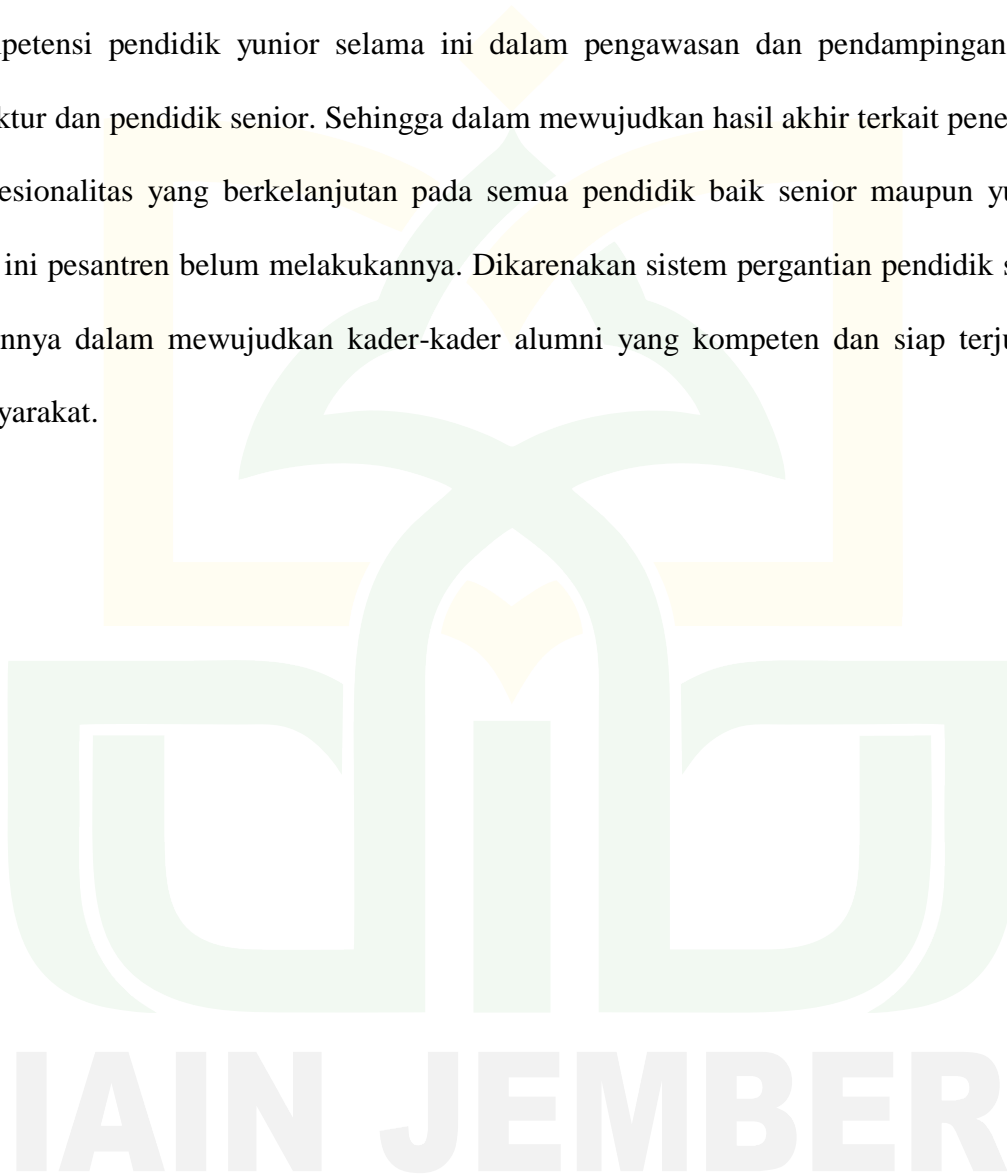 petensi pendidik yunior selama ini dalam pengawasan dan pendampingan
ktur dan pendidik senior. Sehingga dalam mewujudkan hasil akhir terkait pene
esionalitas yang berkelanjutan pada semua pendidik baik senior maupun yu
ini pesantren belum melakukannya. Dikarenakan sistem pergantian pendidik s
nnya dalam mewujudkan kader-kader alumni yang kompeten dan siap terju
yarakat.
IAIN JEMBER